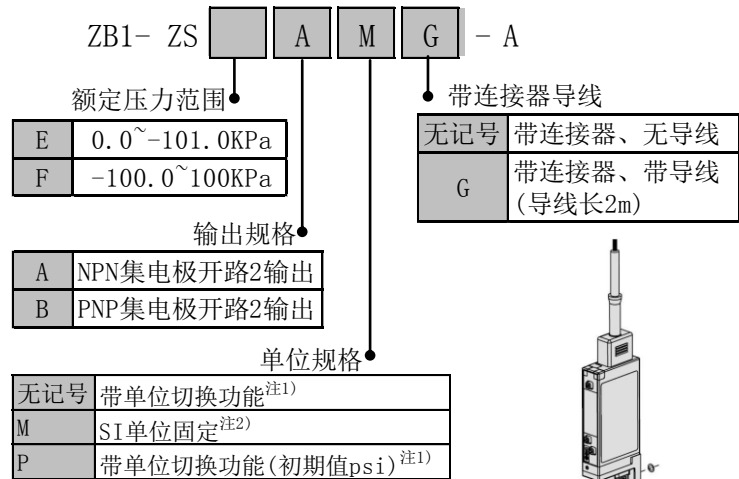 ZB1- ZS A M G - A
额定压力范围
E 0.0~-101.0KPa
F -100.0~100KPa
带连接器导线
无记号 带连接器、无导线
G 带连接器、带导线
(导线长2m)
输出规格
A NPN集电极开路2输出
B PNP集电极开路2输出
单位规格
无记号 带单位切换功能注1)
M SI单位固定注2)
P 带单位切换功能(初期值psi)注1)